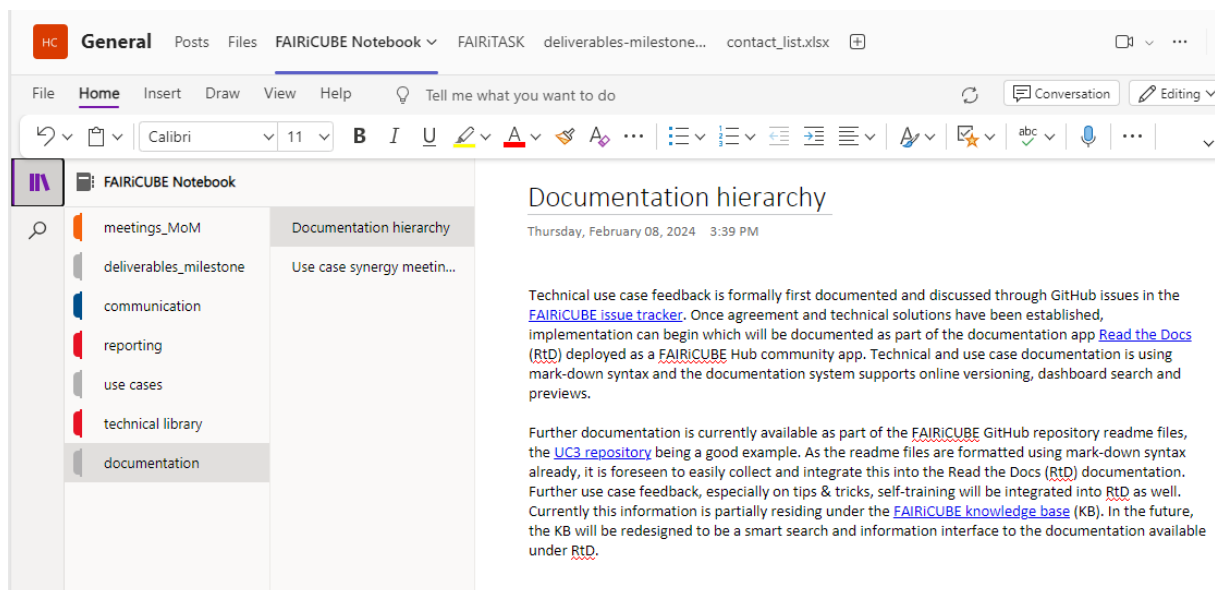 HC General Posts Files FAIRiCUBE Notebook FAIRiTASK deliverables-milestone... contact_list.xlsx
File Home Insert Draw View Help Tell me what you want to do Conversation Editing
Calibri 11 B I U A A abc
FAIRiCUBE Notebook
meetings_MoM
deliverables_milestone
communication
reporting
use cases
technical library
documentation
Documentation hierarchy
Use case synergy meetin...
Documentation hierarchy
Thursday, February 08, 2024 3:39 PM
Technical use case feedback is formally first documented and discussed through GitHub issues in the
FAIRiCUBE issue tracker. Once agreement and technical solutions have been established,
implementation can begin which will be documented as part of the documentation app Read the Docs
(RtD) deployed as a FAIRiCUBE Hub community app. Technical and use case documentation is using
mark-down syntax and the documentation system supports online versioning, dashboard search and
previews.
Further documentation is currently available as part of the FAIRiCUBE GitHub repository readme files,
the UC3 repository being a good example. As the readme files are formatted using mark-down syntax
already, it is foreseen to easily collect and integrate this into the Read the Docs (RtD) documentation.
Further use case feedback, especially on tips & tricks, self-training will be integrated into RtD as well.
Currently this information is partially residing under the FAIRiCUBE knowledge base (KB). In the future,
the KB will be redesigned to be a smart search and information interface to the documentation available
under RtD.